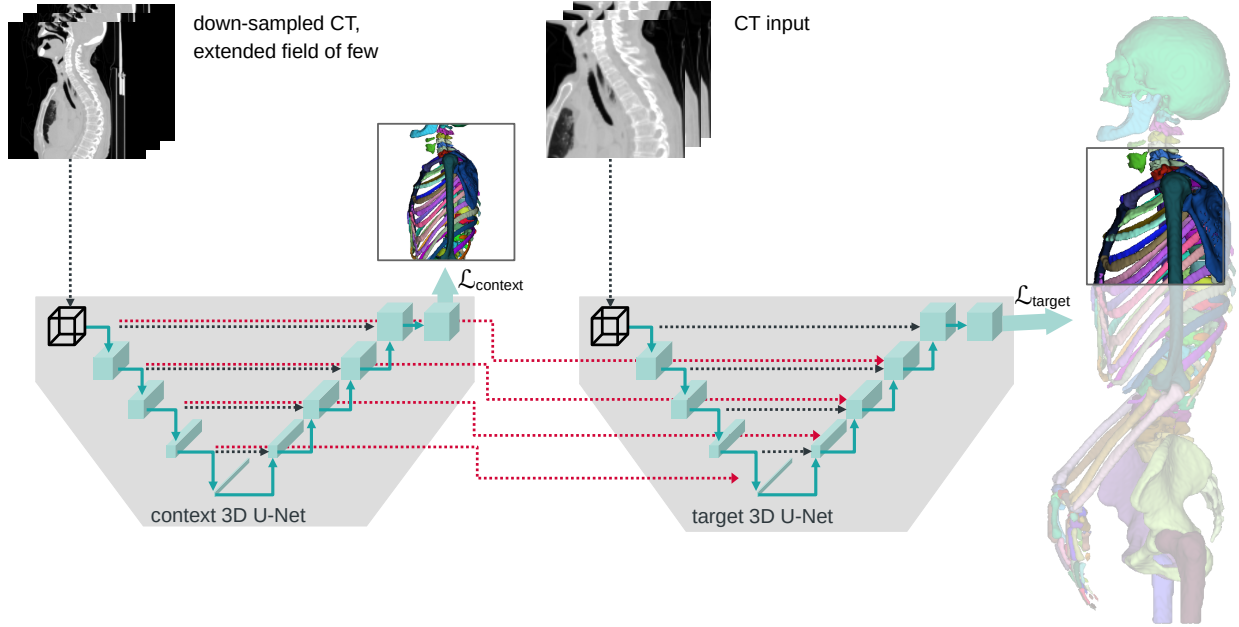 down-sampled CT,
extended field of few
CT input
ℒcontext
ℒtarget
context 3D U-Net
target 3D U-Net